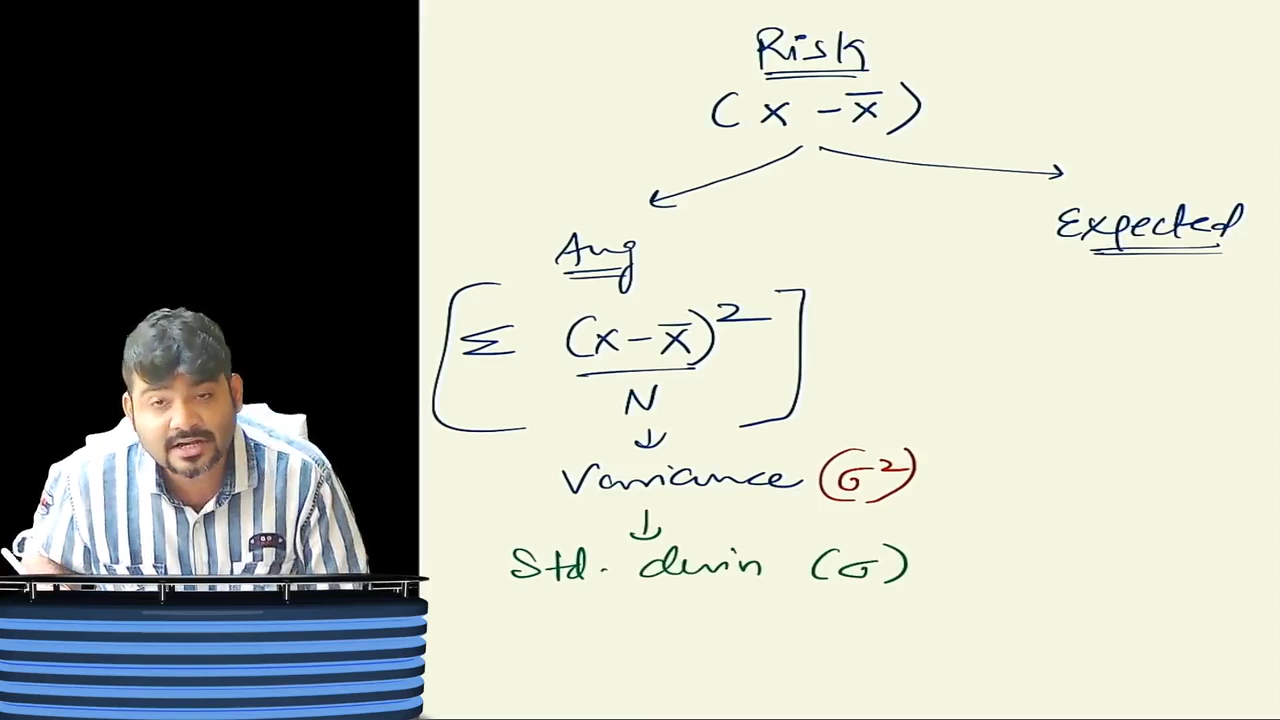 Risk
(x - x̄)
Avg
Expected
[Σ (x - x̄)²]
N
↓
Variance (σ²)
↓
Std. devin (σ)